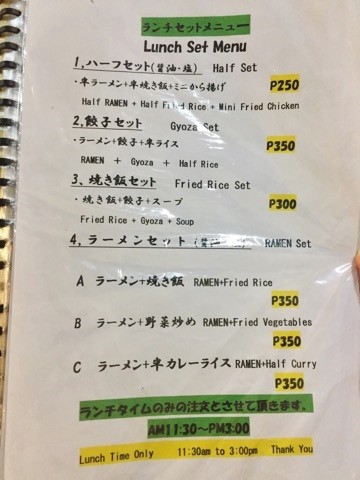 ランチセットメニュー
Lunch Set Menu
1,ハーフセット(醤油・塩) Half Set
・半ラーメン+半焼き飯+ミニから揚げ P250
Half RAMEN + Half Fried Rice + Mini Fried Chicken
2,餃子セット Gyoza Set
・ラーメン+餃子+半ライス P350
RAMEN + Gyoza + Half Rice
3、焼き飯セット Fried Rice Set
・焼き飯+餃子+スープ P300
Fried Rice + Gyoza + Soup
4,ラーメンセット RAMEN Set
A ラーメン+焼き飯 RAMEN+Fried Rice
P350
B ラーメン+野菜炒め RAMEN+Fried Vegetables
P350
C ラーメン+半カレーライス RAMEN+Half Curry
P350
ランチタイムのみの注文とさせて頂きます。
AM11:30~PM3:00
Lunch Time Only 11:30am to 3:00pm Thank You